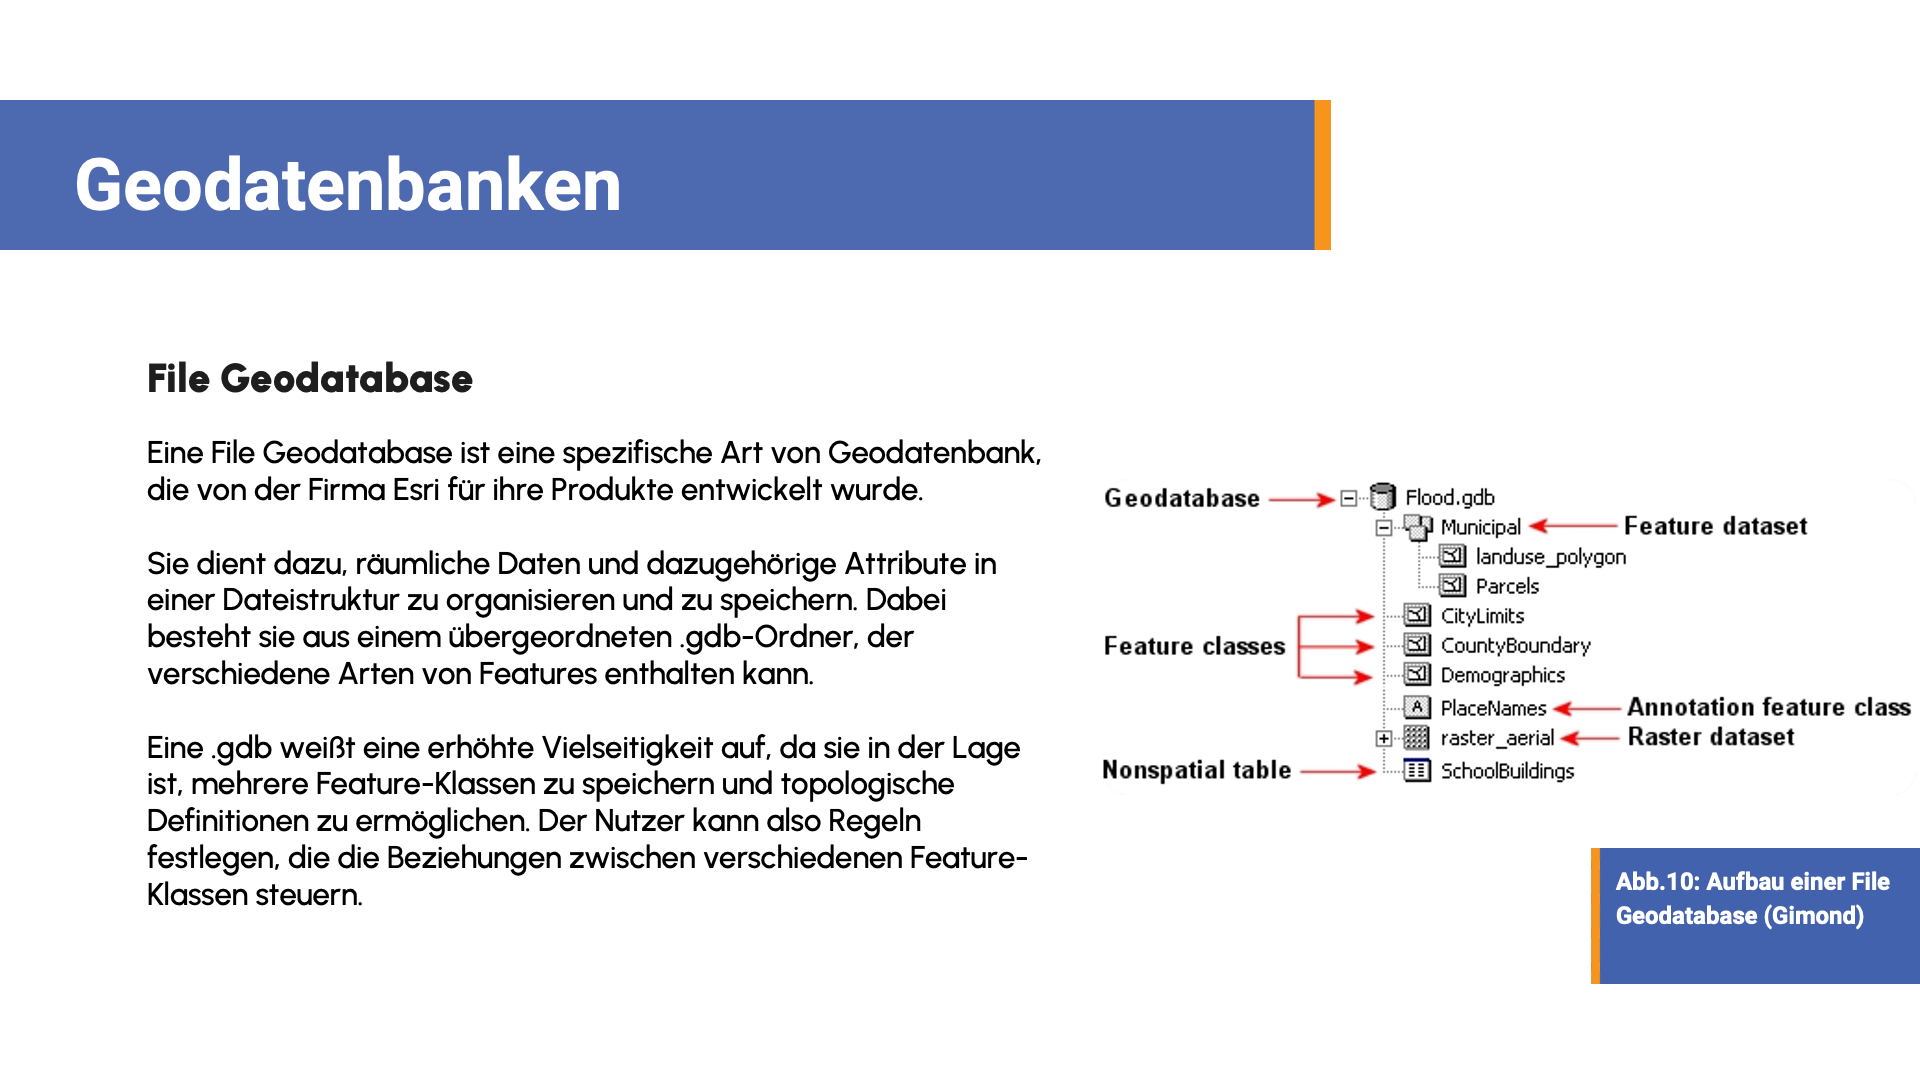 Geodatenbanken
File Geodatabase
Eine File Geodatabase ist eine spezifische Art von Geodatenbank,
die von der Firma Esri für ihre Produkte entwickelt wurde.
Sie dient dazu, räumliche Daten und dazugehörige Attribute in
einer Dateistruktur zu organisieren und zu speichern. Dabei
besteht sie aus einem übergeordneten .gdb-Ordner, der
verschiedene Arten von Features enthalten kann.
Eine .gdb weißt eine erhöhte Vielseitigkeit auf, da sie in der Lage
ist, mehrere Feature-Klassen zu speichern und topologische
Definitionen zu ermöglichen. Der Nutzer kann also Regeln
festlegen, die die Beziehungen zwischen verschiedenen Feature-
Klassen steuern.
Geodatabase Flood.gdb
Municipal Feature dataset
landuse_polygon
Parcels
CityLimits
Feature classes CountyBoundary
Demographics
A PlaceNames Annotation feature class
raster_aerial Raster dataset
Nonspatial table SchoolBuildings
Abb.10: Aufbau einer File
Geodatabase (Gimond)